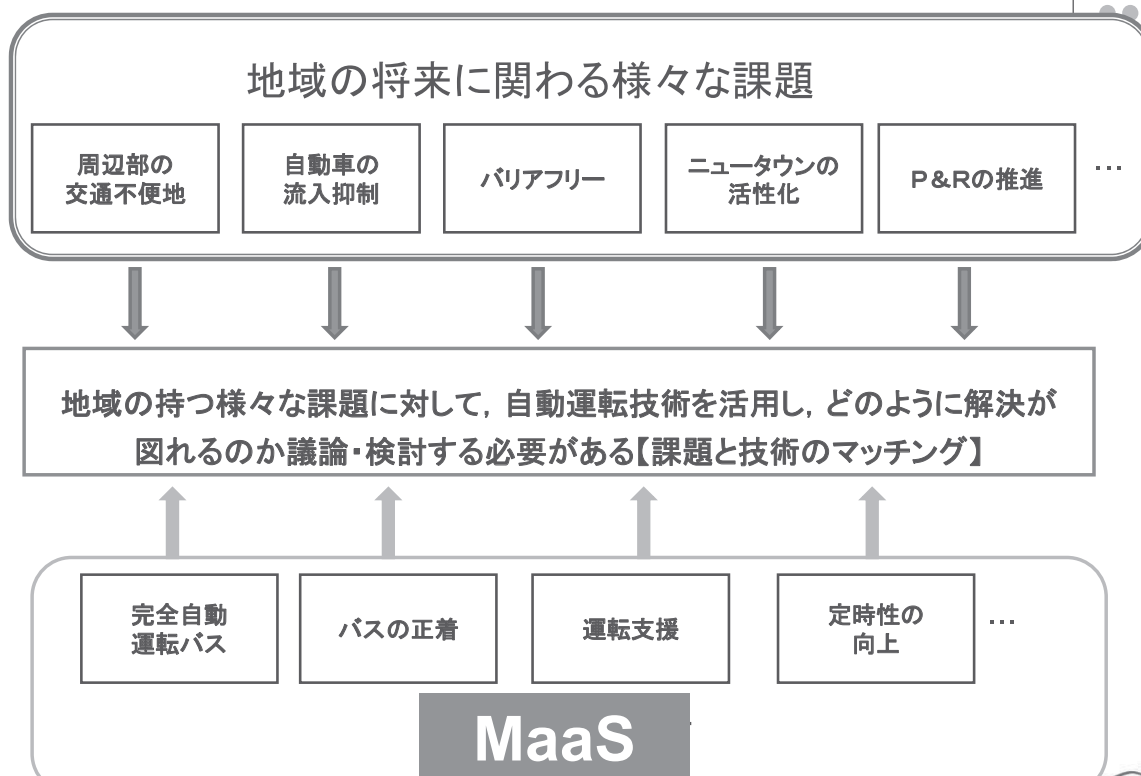 地域の将来に関わる様々な課題
周辺部の
交通不便地
自動車の
流入抑制
バリアフリー
ニュータウンの
活性化
P&Rの推進
…
地域の持つ様々な課題に対して,自動運転技術を活用し,どのように解決が
図れるのか議論・検討する必要がある【課題と技術のマッチング】
完全自動
運転バス
バスの正着
運転支援
定時性の
向上
…
MaaS